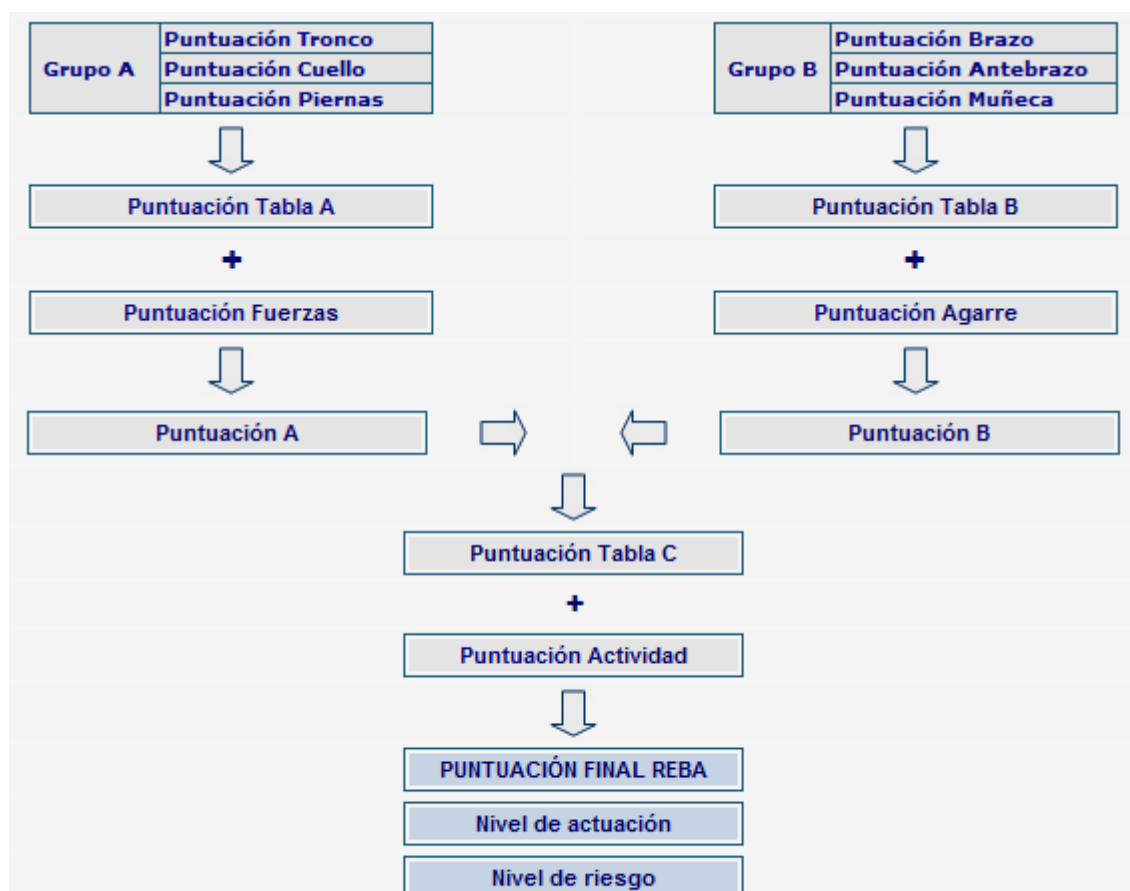 Grupo A
Puntuación Tronco
Puntuación Cuello
Puntuación Piernas
Grupo B
Puntuación Brazo
Puntuación Antebrazo
Puntuación Muñeca
Puntuación Tabla A
Puntuación Tabla B
+
+
Puntuación Fuerzas
Puntuación Agarre
Puntuación A
Puntuación B
Puntuación Tabla C
+
Puntuación Actividad
PUNTUACIÓN FINAL REBA
Nivel de actuación
Nivel de riesgo